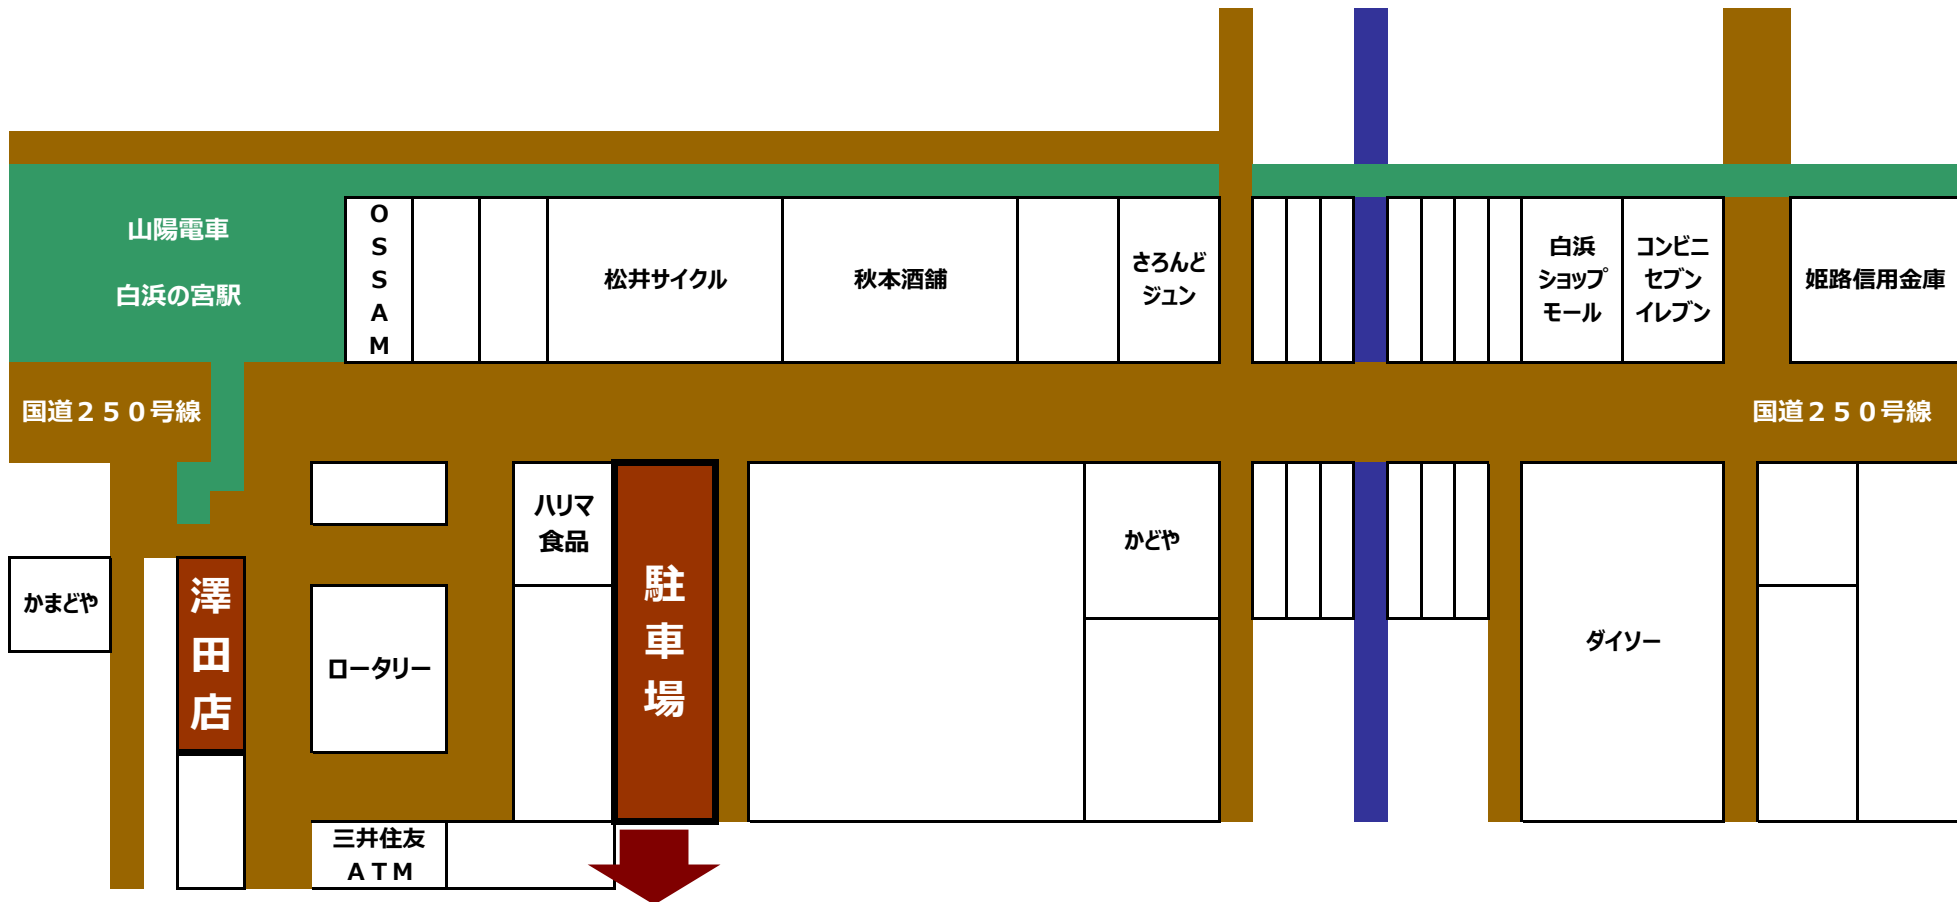 山陽電車
白浜の宮駅
OSSAM
松井サイクル
秋本酒舗
さろんど
ジュン
白浜
ショップ
モール
コンビニ
セブン
イレブン
姫路信用金庫
国道２５０号線
国道２５０号線
ハリマ
食品
駐車場
かどや
かまどや
澤田店
ロータリー
ダイソー
三井住友
ＡＴＭ